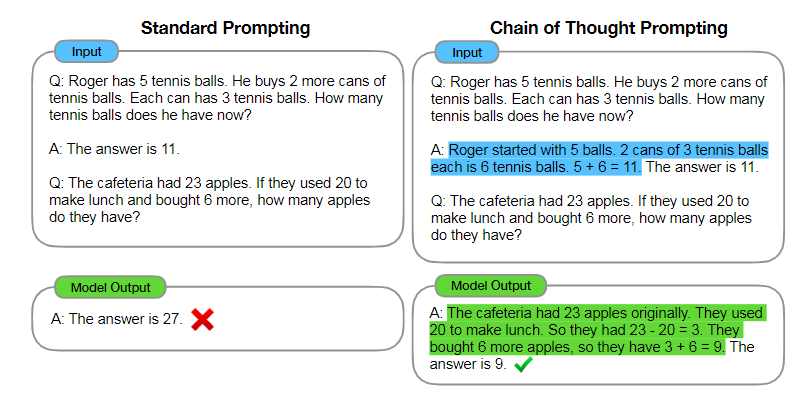 Standard Prompting
Input
Q: Roger has 5 tennis balls. He buys 2 more cans of
tennis balls. Each can has 3 tennis balls. How many
tennis balls does he have now?
A: The answer is 11.
Q: The cafeteria had 23 apples. If they used 20 to
make lunch and bought 6 more, how many apples
do they have?
Model Output
A: The answer is 27.
Chain of Thought Prompting
Input
Q: Roger has 5 tennis balls. He buys 2 more cans of
tennis balls. Each can has 3 tennis balls. How many
tennis balls does he have now?
A: Roger started with 5 balls. 2 cans of 3 tennis balls
each is 6 tennis balls. 5 + 6 = 11. The answer is 11.
Q: The cafeteria had 23 apples. If they used 20 to
make lunch and bought 6 more, how many apples
do they have?
Model Output
A: The cafeteria had 23 apples originally. They used
20 to make lunch. So they had 23 - 20 = 3. They
bought 6 more apples, so they have 3 + 6 = 9. The
answer is 9.